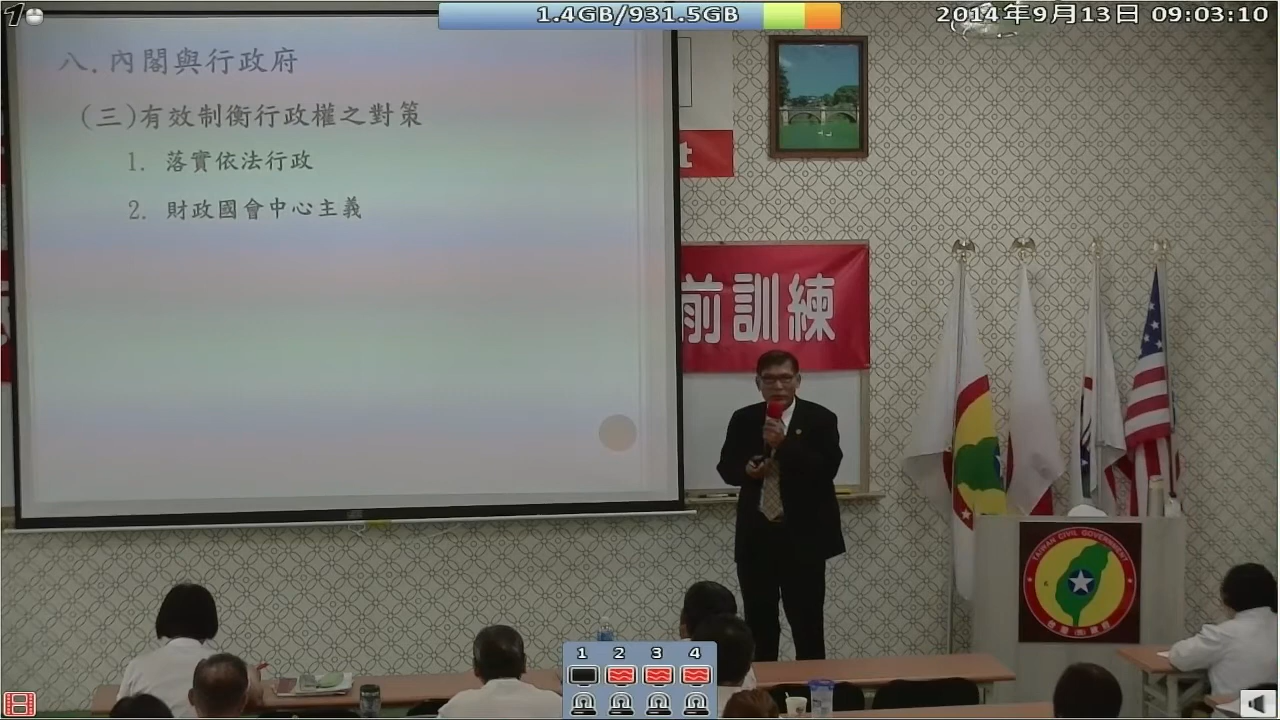 1.4GB/931.5GB
2014年9月13日 09:03:10
八.內閣與行政府
(三)有效制衡行政權之對策
1. 落實依法行政
2. 財政國會中心主義
t
前訓練
TAIWAN CIVIL GOVERNMENT
1 2 3 4